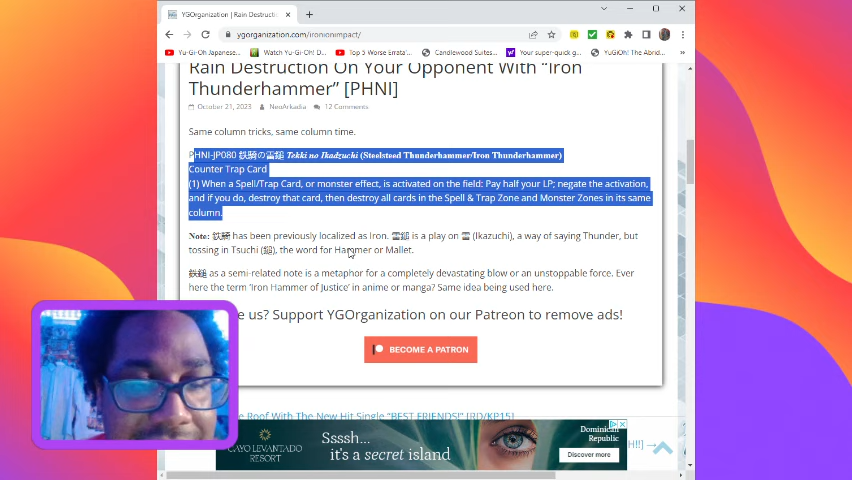 YGOrganization | Rain Destructi
ygorganization.com/ironionimpact/
Yu-Gi-Oh Japanese...
Watch Yu-Gi-Oh! D...
Top 5 Worse Errata'...
Candlewood Suites...
Your super-quick g...
YuGiOh! The Abrid...
Rain Destruction On Your Opponent With “Iron
Thunderhammer” [PHNI]
October 21, 2023 NeoArkadia 12 Comments
Same column tricks, same column time.
PHNI-JP080 鉄騎の雷鎚 Tekki no Ikadzuchi (Steelsteed Thunderhammer/Iron Thunderhammer)
Counter Trap Card
(1) When a Spell/Trap Card, or monster effect, is activated on the field: Pay half your LP; negate the activation,
and if you do, destroy that card, then destroy all cards in the Spell & Trap Zone and Monster Zones in its same
column.
Note: 鉄騎 has been previously localized as Iron. 雷鎚 is a play on 雷 (Ikazuchi), a way of saying Thunder, but
tossing in Tsuchi (鎚), the word for Hammer or Mallet.
鉄鎚 as a semi-related note is a metaphor for a completely devastating blow or an unstoppable force. Ever
here the term ‘Iron Hammer of Justice’ in anime or manga? Same idea being used here.
e us? Support YGOrganization on our Patreon to remove ads!
BECOME A PATRON
e Roof With The New Hit Single “BEST FRIENDS!” [RD/KP15]
H!!] →
CAYO LEVANTADO
RESORT
Ssssh...
it's a secret island
Dominican
Republic
Discover more